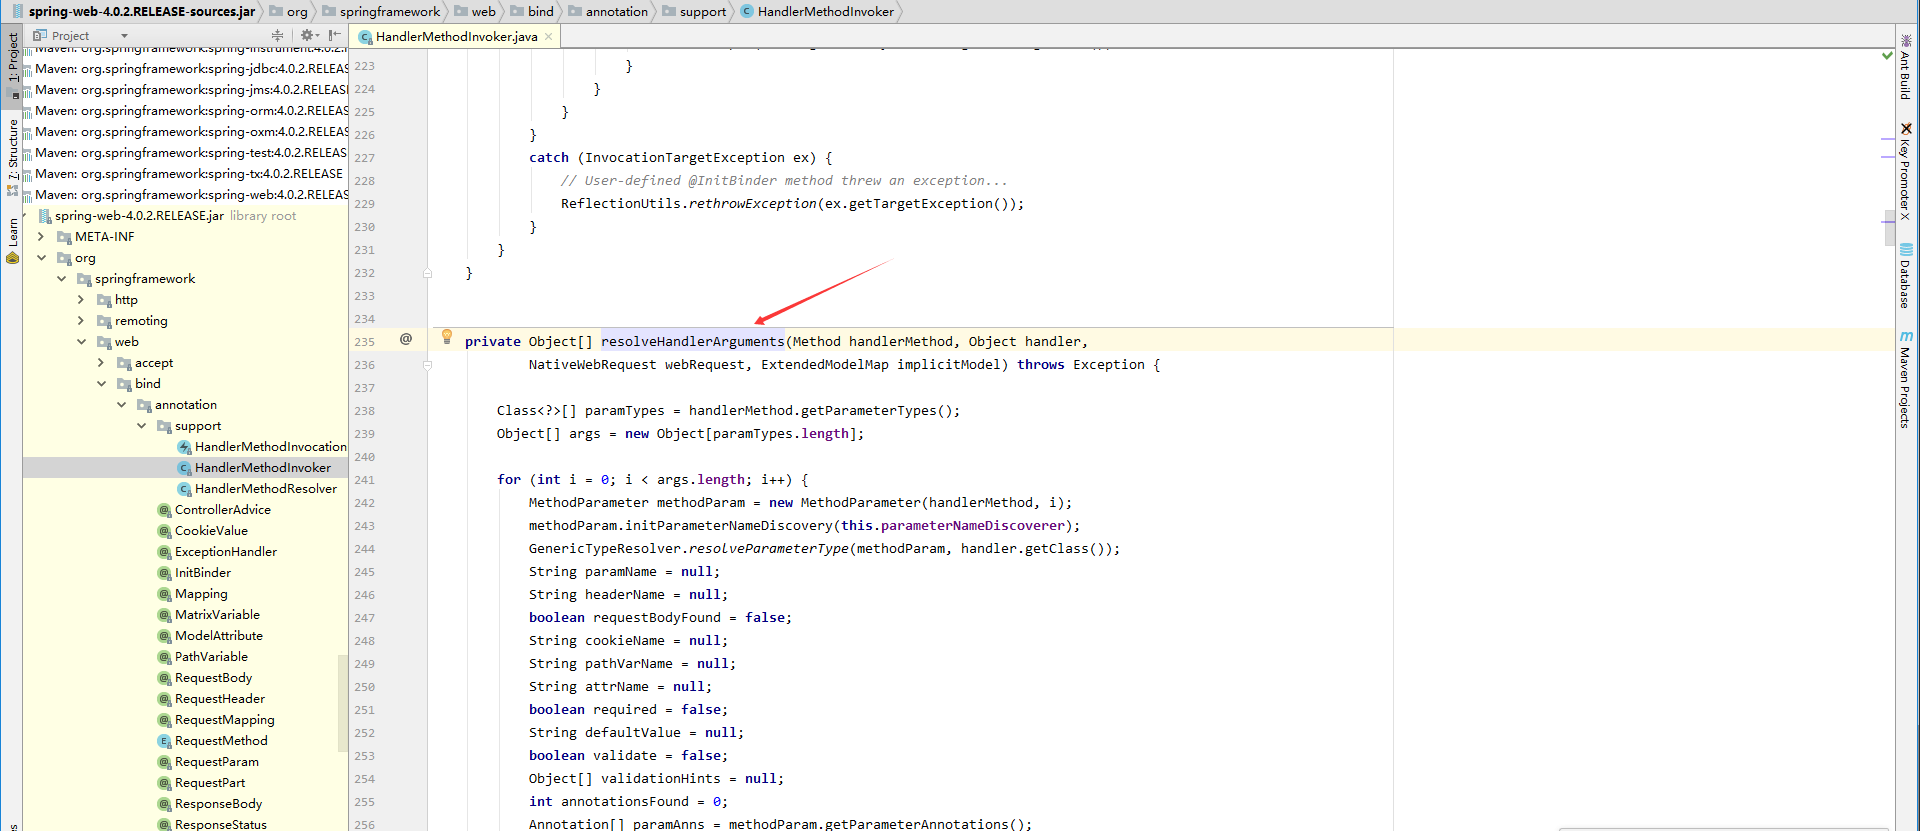 spring-web-4.0.2.RELEASE-sources.jar org springframework web bind annotation support HandlerMethodInvoker
Project
HandlerMethodInvoker.java
1: Project
7: Structure
Learn
Maven: org.springframework:spring-instrument:4.0.2.
Maven: org.springframework:spring-jdbc:4.0.2.RELEAS
Maven: org.springframework:spring-jms:4.0.2.RELEASE
Maven: org.springframework:spring-orm:4.0.2.RELEAS
Maven: org.springframework:spring-oxm:4.0.2.RELEAS
Maven: org.springframework:spring-test:4.0.2.RELEAS
Maven: org.springframework:spring-tx:4.0.2.RELEASE
Maven: org.springframework:spring-web:4.0.2.RELEAS
spring-web-4.0.2.RELEASE.jar library root
META-INF
org
springframework
http
remoting
web
accept
bind
annotation
support
HandlerMethodInvocation
HandlerMethodInvoker
HandlerMethodResolver
ControllerAdvice
CookieValue
ExceptionHandler
InitBinder
Mapping
MatrixVariable
ModelAttribute
PathVariable
RequestBody
RequestHeader
RequestMapping
RequestMethod
RequestParam
RequestPart
ResponseBody
ResponseStatus
223 }
224 }
225 }
226 }
227 catch (InvocationTargetException ex) {
228 // User-defined @InitBinder method threw an exception...
229 ReflectionUtils.rethrowException(ex.getTargetException());
230 }
231 }
232 }
233
234
235 @ private Object[] resolveHandlerArguments(Method handlerMethod, Object handler,
236 NativeWebRequest webRequest, ExtendedModelMap implicitModel) throws Exception {
237
238 Class<?>[] paramTypes = handlerMethod.getParameterTypes();
239 Object[] args = new Object[paramTypes.length];
240
241 for (int i = 0; i < args.length; i++) {
242 MethodParameter methodParam = new MethodParameter(handlerMethod, i);
243 methodParam.initParameterNameDiscovery(this.parameterNameDiscoverer);
244 GenericTypeResolver.resolveParameterType(methodParam, handler.getClass());
245 String paramName = null;
246 String headerName = null;
247 boolean requestBodyFound = false;
248 String cookieName = null;
249 String pathVarName = null;
250 String attrName = null;
251 boolean required = false;
252 String defaultValue = null;
253 boolean validate = false;
254 Object[] validationHints = null;
255 int annotationsFound = 0;
256 Annotation[] paramAnns = methodParam.getParameterAnnotations();
Ant Build
Key Promoter X
Database
Maven Projects